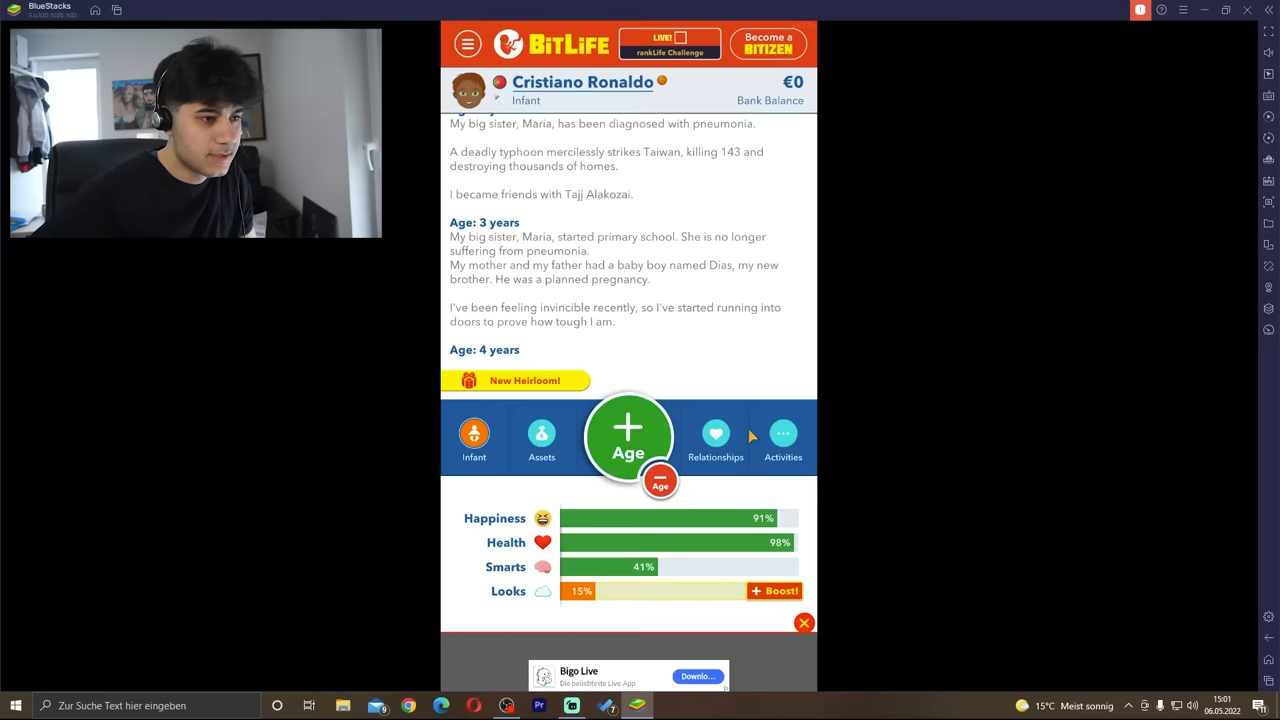 BlueStacks
LIVE!
rankLife Challenge
BITLIFE
Become a
BITIZEN
Cristiano Ronaldo
€0
Infant
Bank Balance
My big sister, Maria, has been diagnosed with pneumonia.
A deadly typhoon mercilessly strikes Taiwan, killing 143 and
destroying thousands of homes.
I became friends with Tajj Alakozai.
Age: 3 years
My big sister, Maria, started primary school. She is no longer
suffering from pneumonia.
My mother and my father had a baby boy named Dias, my new
brother. He was a planned pregnancy.
I've been feeling invincible recently, so I've started running into
doors to prove how tough I am.
Age: 4 years
New Heirloom!
+
Age
Infant
Assets
Relationships
Activities
Age
Happiness
91%
Health
98%
Smarts
41%
Looks
15%
+ Boost!
Bigo Live
Die beliebteste Live-App
Downlo...
Zur Suche Text hier eingeben
Pr
15°C Meist sonnig
15:01
06.05.2022